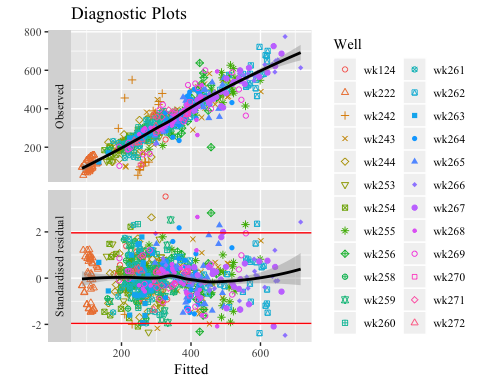 Diagnostic Plots
800
600
400
200
Observed
2
0
-2
Standardised residual
200 400 600
Fitted
Well
wk124 wk261
wk222 wk262
wk242 wk263
wk243 wk264
wk244 wk265
wk253 wk266
wk254 wk267
wk255 wk268
wk256 wk269
wk258 wk270
wk259 wk271
wk260 wk272